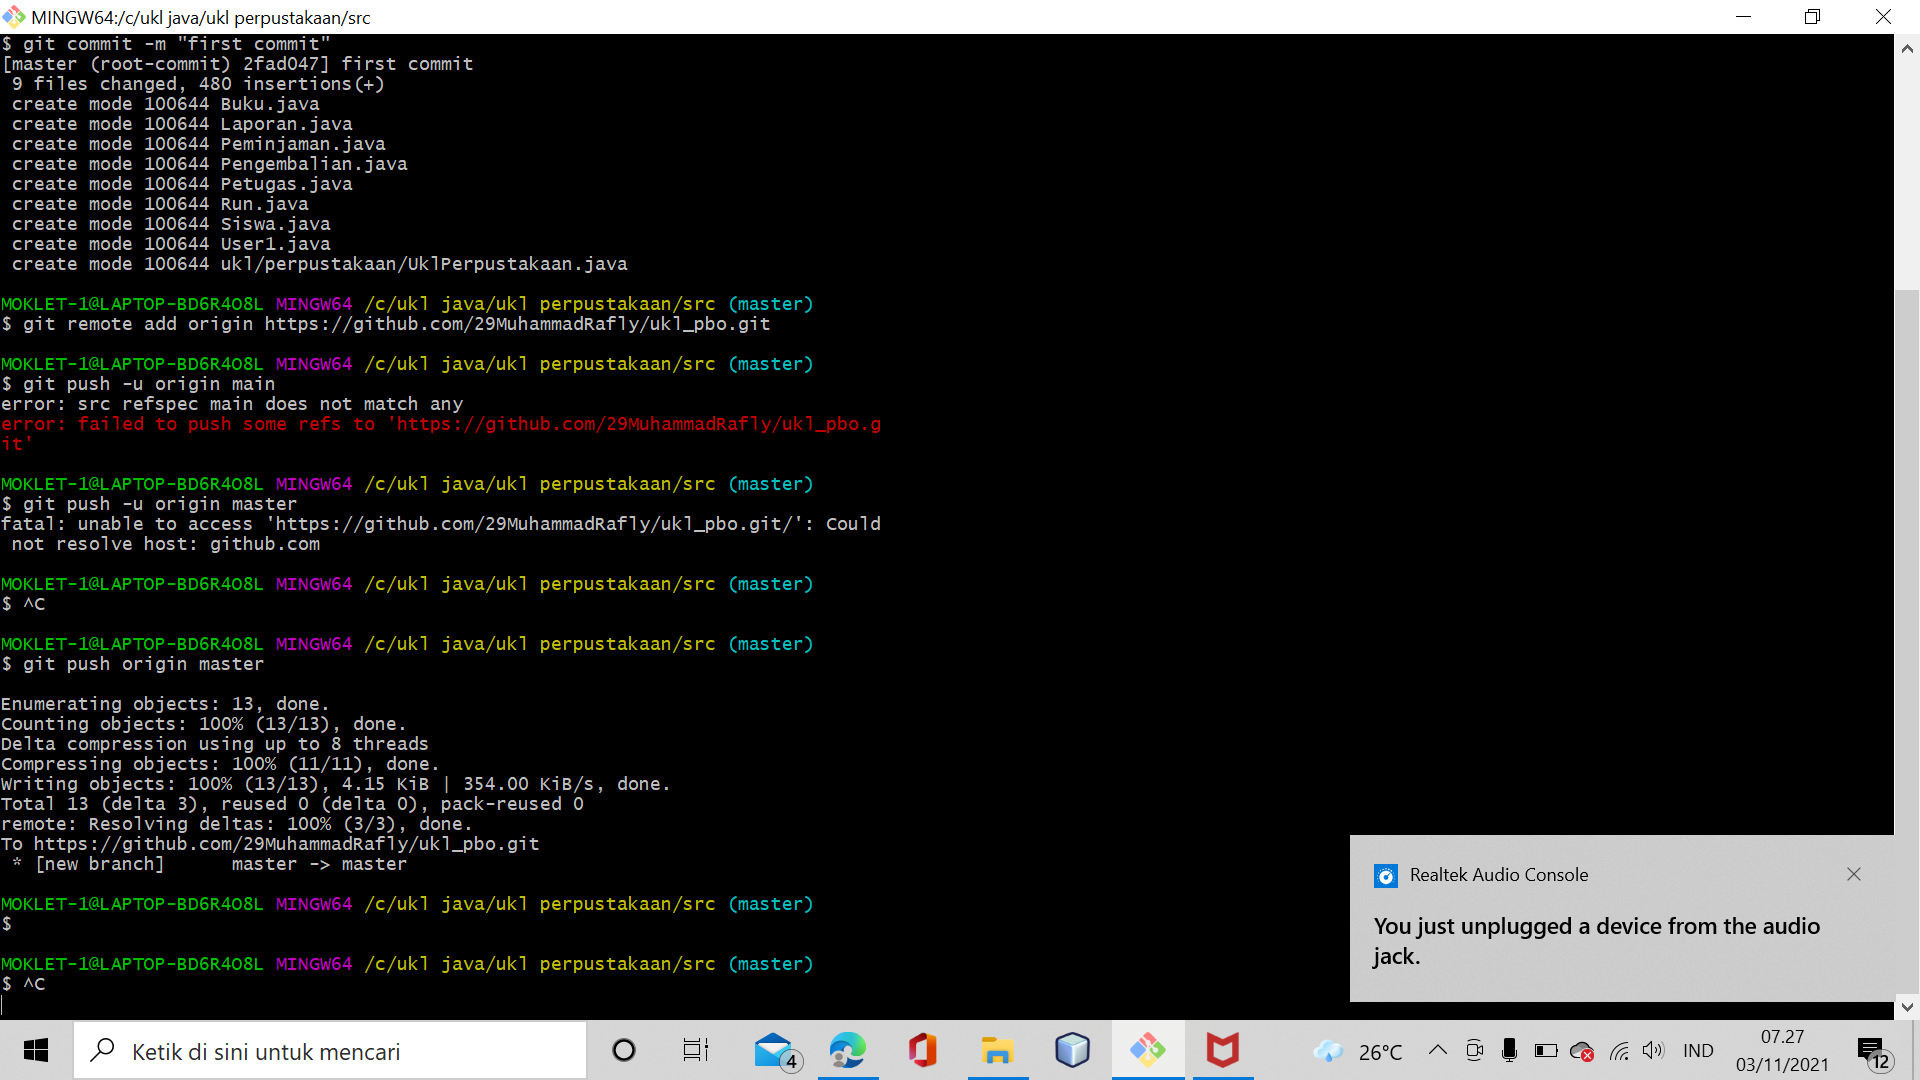 MINGW64:/c/ukl java/ukl perpustakaan/src
$ git commit -m "first commit"
[master (root-commit) 2fad047] first commit
 9 files changed, 480 insertions(+)
 create mode 100644 Buku.java
 create mode 100644 Laporan.java
 create mode 100644 Peminjaman.java
 create mode 100644 Pengembalian.java
 create mode 100644 Petugas.java
 create mode 100644 Run.java
 create mode 100644 Siswa.java
 create mode 100644 User1.java
 create mode 100644 ukl/perpustakaan/UklPerpustakaan.java
MOKLET-1@LAPTOP-BD6R4O8L MINGW64 /c/ukl java/ukl perpustakaan/src (master)
$ git remote add origin https://github.com/29MuhammadRafly/ukl_pbo.git
MOKLET-1@LAPTOP-BD6R4O8L MINGW64 /c/ukl java/ukl perpustakaan/src (master)
$ git push -u origin main
error: src refspec main does not match any
error: failed to push some refs to 'https://github.com/29MuhammadRafly/ukl_pbo.g
it'
MOKLET-1@LAPTOP-BD6R4O8L MINGW64 /c/ukl java/ukl perpustakaan/src (master)
$ git push -u origin master
fatal: unable to access 'https://github.com/29MuhammadRafly/ukl_pbo.git/': Could
 not resolve host: github.com
MOKLET-1@LAPTOP-BD6R4O8L MINGW64 /c/ukl java/ukl perpustakaan/src (master)
$ ^C
MOKLET-1@LAPTOP-BD6R4O8L MINGW64 /c/ukl java/ukl perpustakaan/src (master)
$ git push origin master
Enumerating objects: 13, done.
Counting objects: 100% (13/13), done.
Delta compression using up to 8 threads
Compressing objects: 100% (11/11), done.
Writing objects: 100% (13/13), 4.15 KiB | 354.00 KiB/s, done.
Total 13 (delta 3), reused 0 (delta 0), pack-reused 0
remote: Resolving deltas: 100% (3/3), done.
To https://github.com/29MuhammadRafly/ukl_pbo.git
 * [new branch]      master -> master
MOKLET-1@LAPTOP-BD6R4O8L MINGW64 /c/ukl java/ukl perpustakaan/src (master)
$
MOKLET-1@LAPTOP-BD6R4O8L MINGW64 /c/ukl java/ukl perpustakaan/src (master)
$ ^C
Realtek Audio Console
You just unplugged a device from the audio
jack.
Ketik di sini untuk mencari
4
26°C
IND
07.27
03/11/2021
12